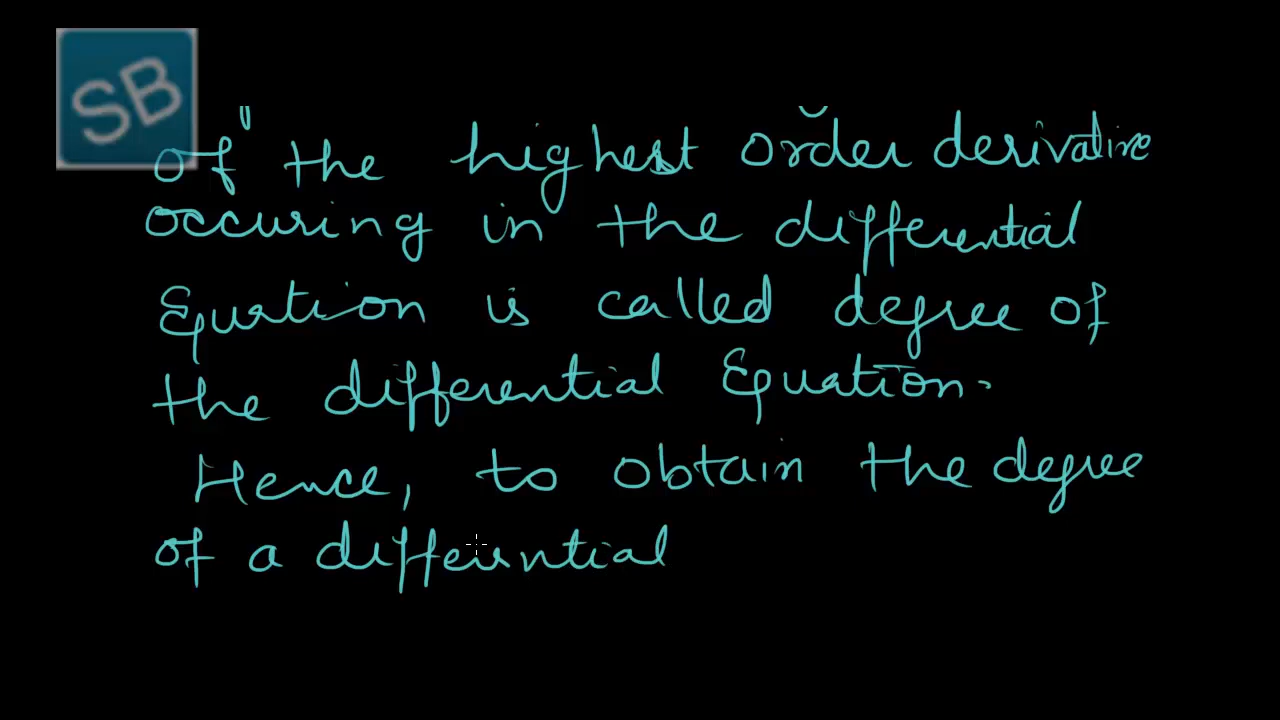 SB
of the highest order derivative
occuring in the differential
Equation is called degree of
the differential Equation.
Hence, to obtain the degree
of a differential